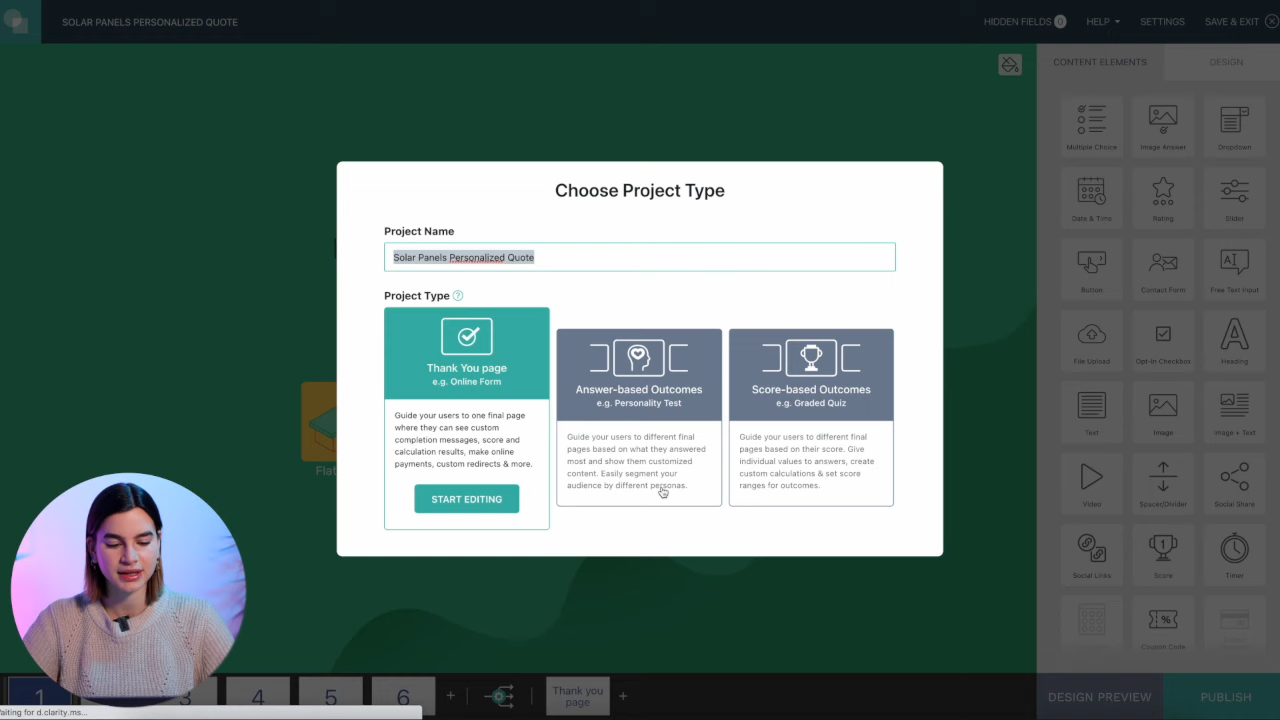 SOLAR PANELS PERSONALIZED QUOTE
HIDDEN FIELDS 0
HELP
SETTINGS
SAVE & EXIT
CONTENT ELEMENTS
DESIGN
Choose Project Type
Project Name
Solar Panels Personalized Quote
Project Type ?
Thank You page
e.g. Online Form
Guide your users to one final page
where they can see custom
completion messages, score and
calculation results, make online
payments, custom redirects & more.
START EDITING
Answer-based Outcomes
e.g. Personality Test
Guide your users to different final
pages based on what they answered
most and show them customized
content. Easily segment your
audience by different personas.
Score-based Outcomes
e.g. Graded Quiz
Guide your users to different final
pages based on their score. Give
individual values to answers, create
custom calculations & set score
ranges for outcomes.
Multiple Choice
Image Answer
Dropdown
Date & Time
Rating
Slider
Button
Contact Form
Free Text Input
File Upload
Opt-In Checkbox
Heading
Text
Image
Image + Text
Video
Spacer/Divider
Social Share
Social Links
Score
Timer
Coupon Code
Flat
1
3
4
5
6
+
Thank you
page
+
DESIGN PREVIEW
PUBLISH
aiting for d.clarity.ms...